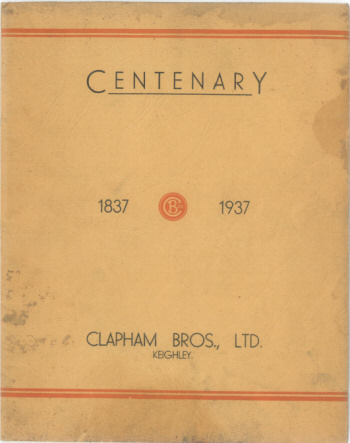 CENTENARY
1837 CB 1937
CLAPHAM BROS., LTD.
KEIGHLEY.